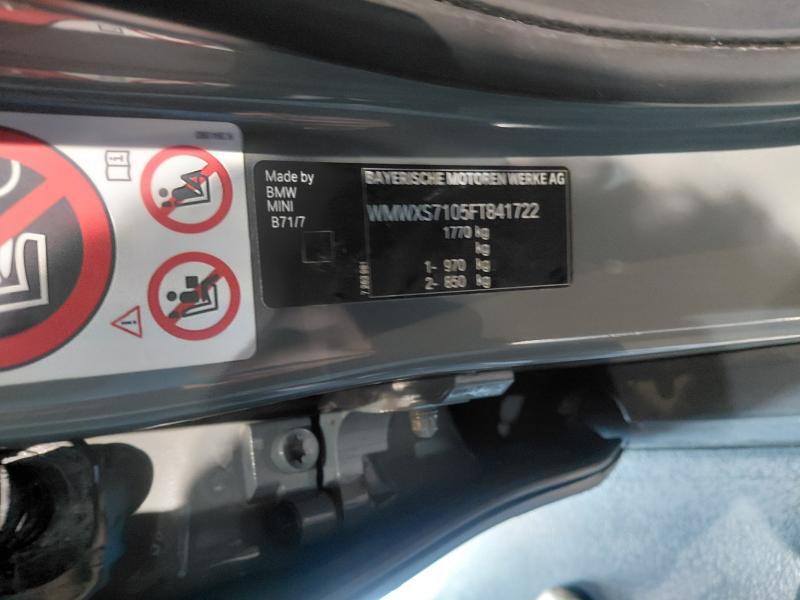 Made by
BMW
MINI
B71/7
BAYERISCHE MOTOREN WERKE AG
WMWXS7105FT841722
1770 kg
kg
1- 970 kg
2- 850 kg